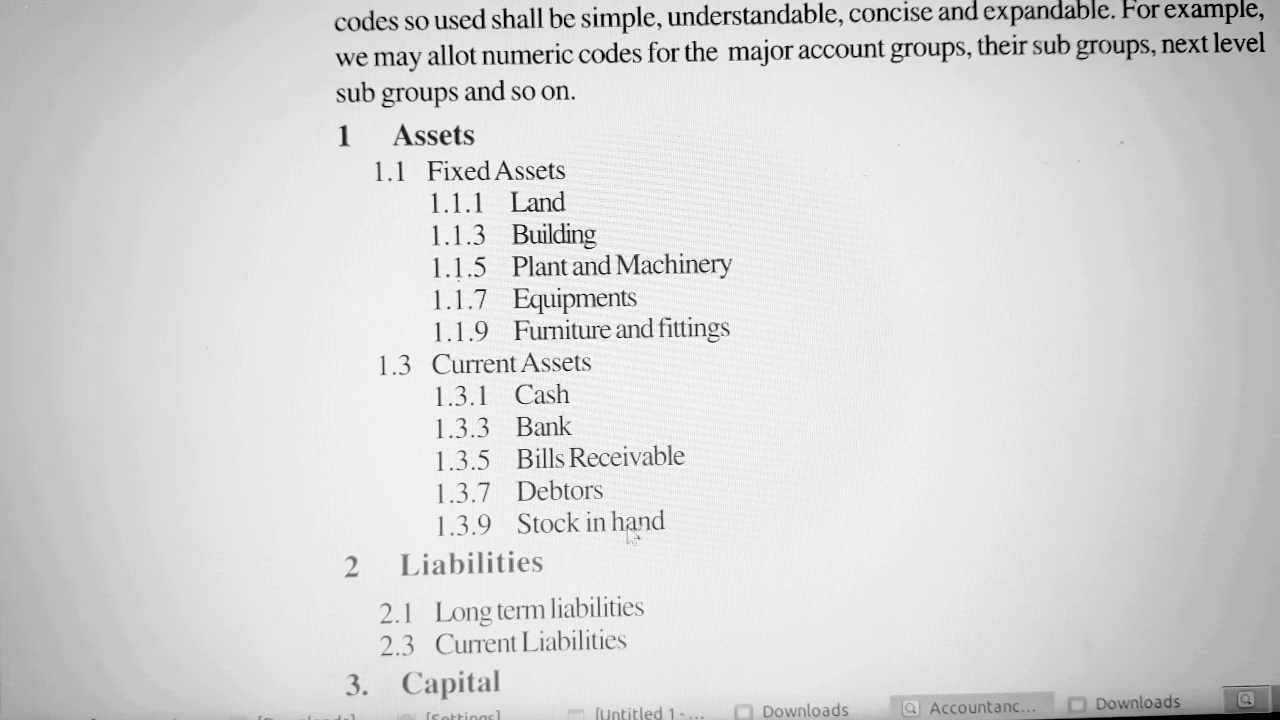 codes so used shall be simple, understandable, concise and expandable. For example,
we may allot numeric codes for the major account groups, their sub groups, next level
sub groups and so on.
1 Assets
1.1 Fixed Assets
1.1.1 Land
1.1.3 Building
1.1.5 Plant and Machinery
1.1.7 Equipments
1.1.9 Furniture and fittings
1.3 Current Assets
1.3.1 Cash
1.3.3 Bank
1.3.5 Bills Receivable
1.3.7 Debtors
1.3.9 Stock in hand
2 Liabilities
2.1 Long term liabilities
2.3 Current Liabilities
3. Capital
[Settings] [Untitled 1 -... Downloads Accountanc... Downloads